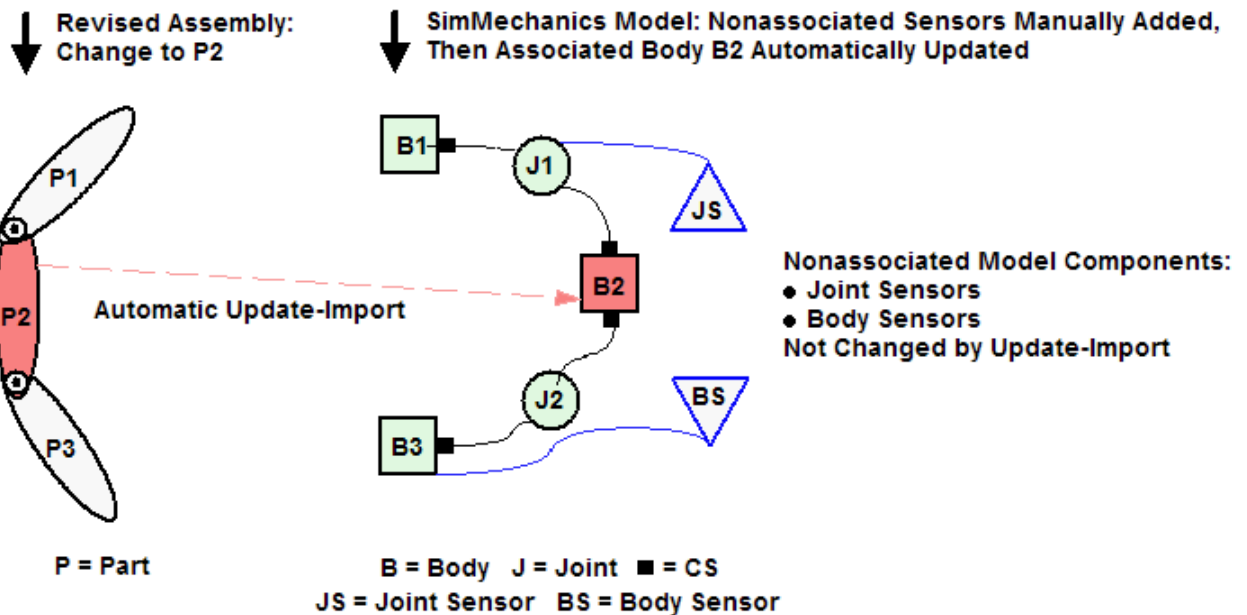 Revised Assembly:
Change to P2
SimMechanics Model: Nonassociated Sensors Manually Added,
Then Associated Body B2 Automatically Updated
P1
P2
P3
Automatic Update-Import
B1
J1
JS
B2
J2
BS
B3
Nonassociated Model Components:
● Joint Sensors
● Body Sensors
Not Changed by Update-Import
P = Part
B = Body J = Joint ■ = CS
JS = Joint Sensor BS = Body Sensor